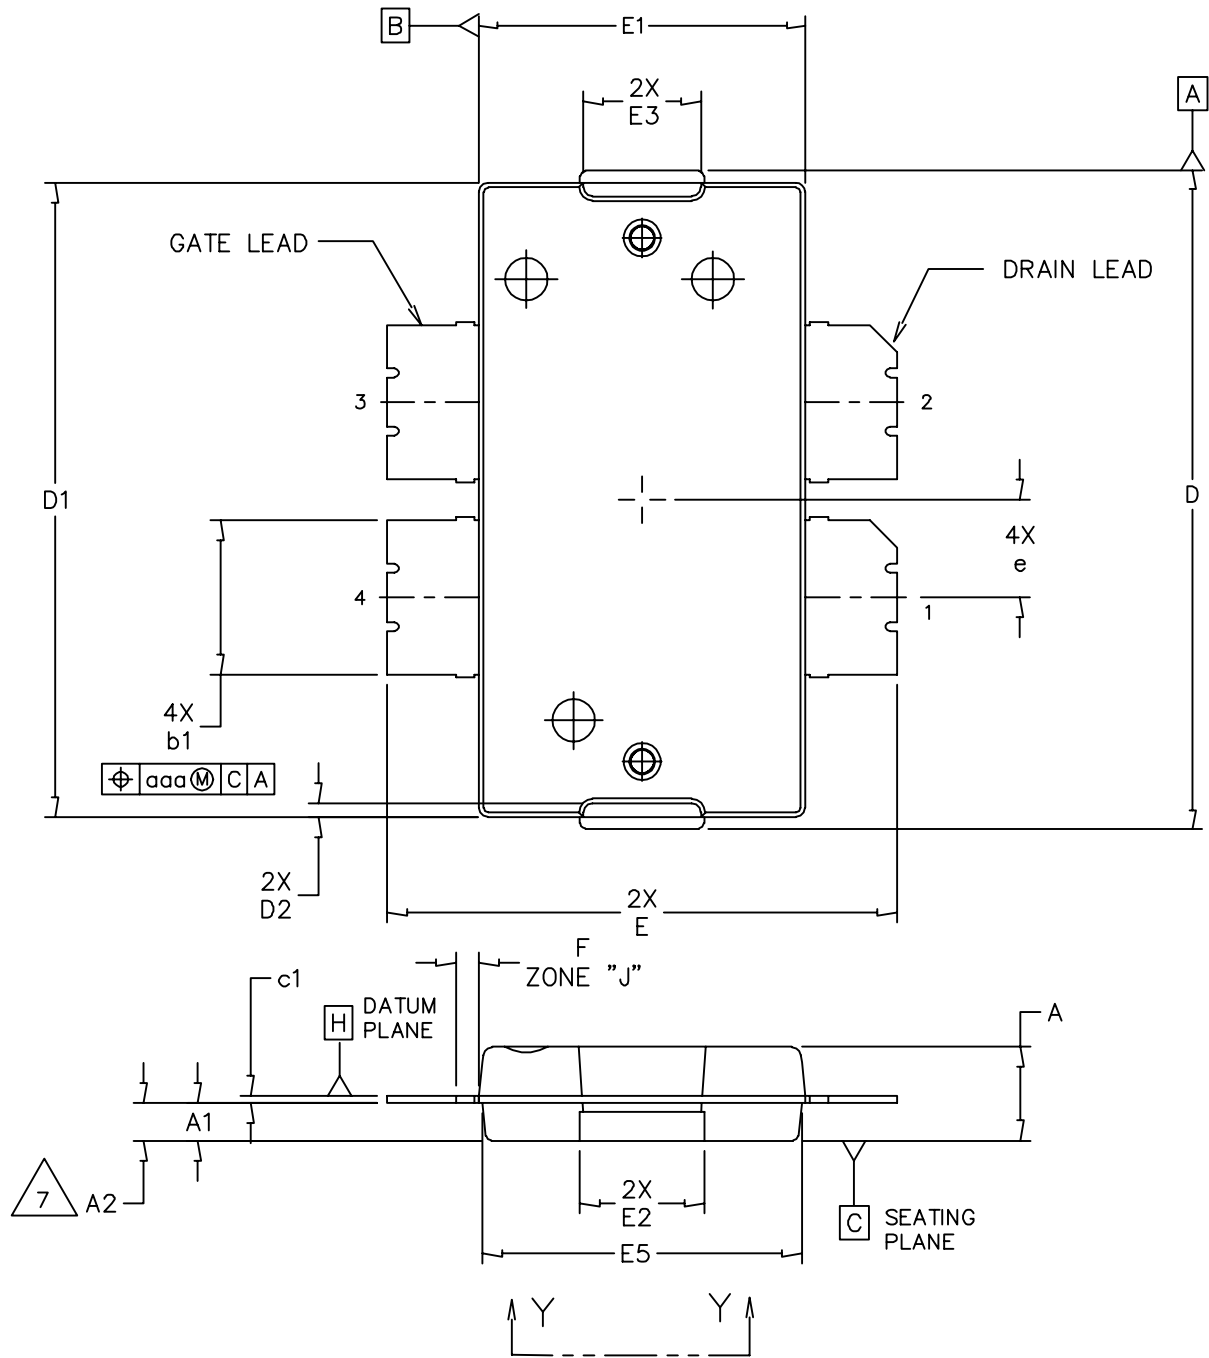 B
E1
2X
E3
A
GATE LEAD
DRAIN LEAD
3
2
D1
D
4X
e
4
1
4X
b1
⌖ aaa Ⓜ C A
2X
D2
2X
E
F
ZONE "J"
c1
H
DATUM
PLANE
A
A1
7
A2
2X
E2
C
SEATING
PLANE
E5
Y
Y